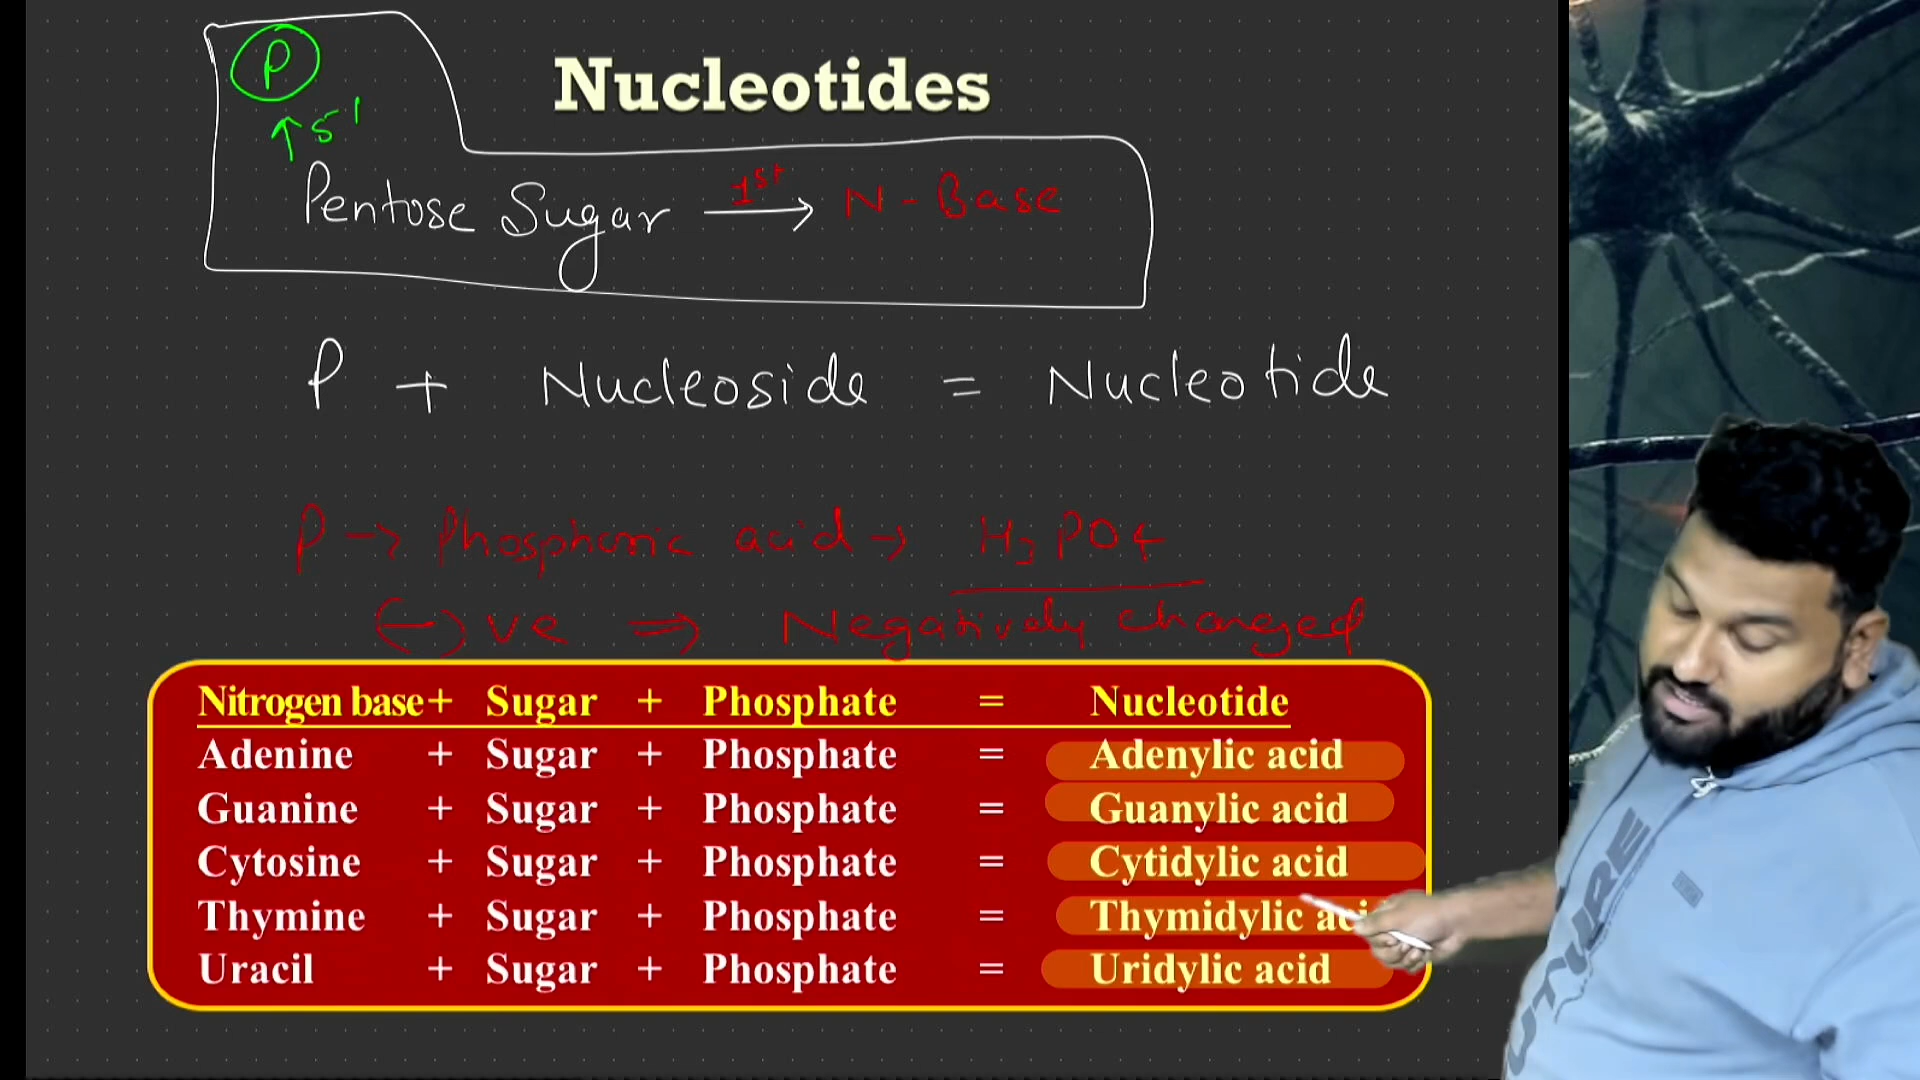 P
5'
Nucleotides
Pentose Sugar 1st → N-Base
P + Nucleoside = Nucleotide
P → Phosphoric acid → H3PO4
(-)ve ⇒ Negatively charged
Nitrogen base + Sugar + Phosphate = Nucleotide
Adenine + Sugar + Phosphate = Adenylic acid
Guanine + Sugar + Phosphate = Guanylic acid
Cytosine + Sugar + Phosphate = Cytidylic acid
Thymine + Sugar + Phosphate = Thymidylic aci
Uracil + Sugar + Phosphate = Uridylic acid